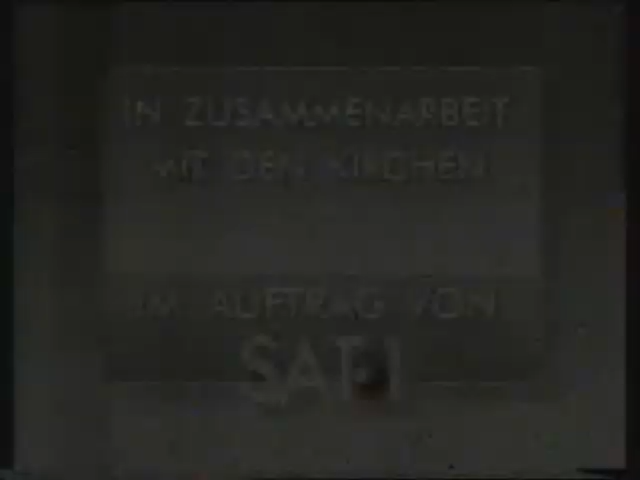 IN ZUSAMMENARBEIT
MIT DEN KIRCHEN
IM AUFTRAG VON
SAT·1